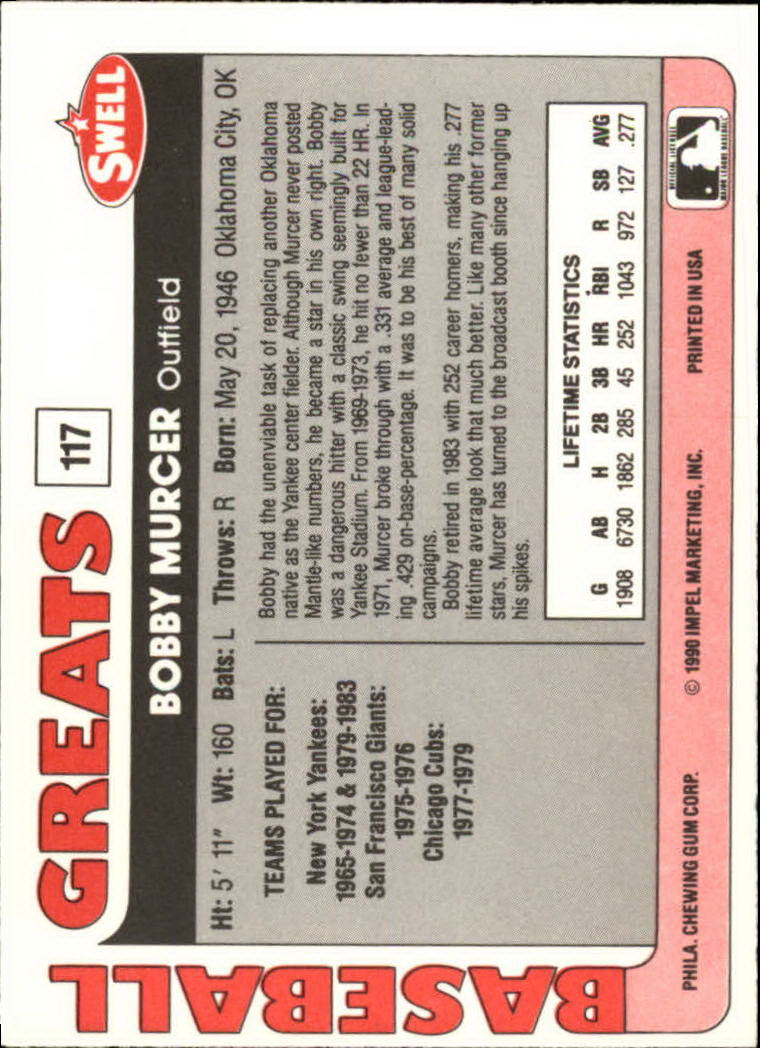 BASEBALL
GREATS
117
SWELL
BOBBY MURCER Outfield
Ht: 5' 11" Wt: 160 Bats: L Throws: R Born: May 20, 1946 Oklahoma City, OK
TEAMS PLAYED FOR:
New York Yankees:
1965-1974 & 1979-1983
San Francisco Giants:
1975-1976
Chicago Cubs:
1977-1979
Bobby had the unenviable task of replacing another Oklahoma
native as the Yankee center fielder. Although Murcer never posted
Mantle-like numbers, he became a star in his own right. Bobby
was a dangerous hitter with a classic swing seemingly built for
Yankee Stadium. From 1969-1973, he hit no fewer than 22 HR. In
1971, Murcer broke through with a .331 average and league-lead-
ing .429 on-base-percentage. It was to be his best of many solid
campaigns.
Bobby retired in 1983 with 252 career homers, making his .277
lifetime average look that much better. Like many other former
stars, Murcer has turned to the broadcast booth since hanging up
his spikes.
LIFETIME STATISTICS
G AB H 2B 3B HR RBI R SB AVG
1908 6730 1862 285 45 252 1043 972 127 .277
PHILA. CHEWING GUM CORP. © 1990 IMPEL MARKETING, INC. PRINTED IN USA
OFFICIAL LICENSEE
MAJOR LEAGUE BASEBALL